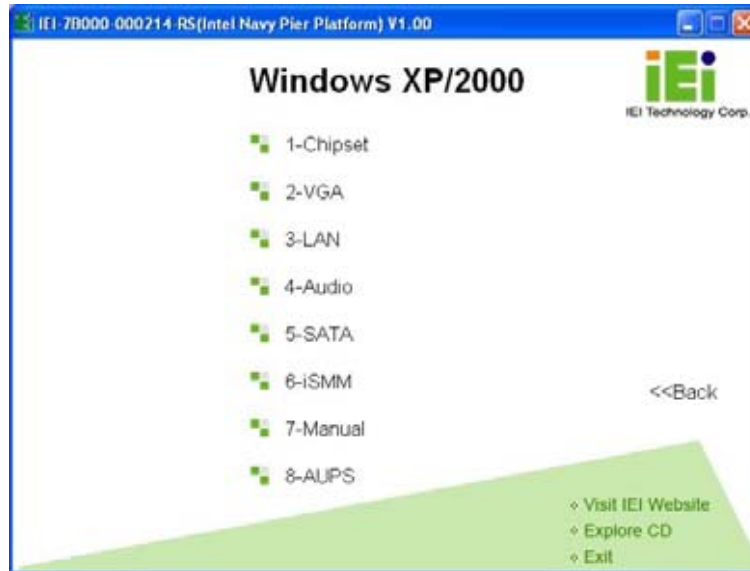 IEI-7B000-000214-RS(Intel Navy Pier Platform) V1.00
Windows XP/2000
iEi
IEI Technology Corp.
1-Chipset
2-VGA
3-LAN
4-Audio
5-SATA
6-iSMM
<<Back
7-Manual
8-AUPS
Visit IEI Website
Explore CD
Exit